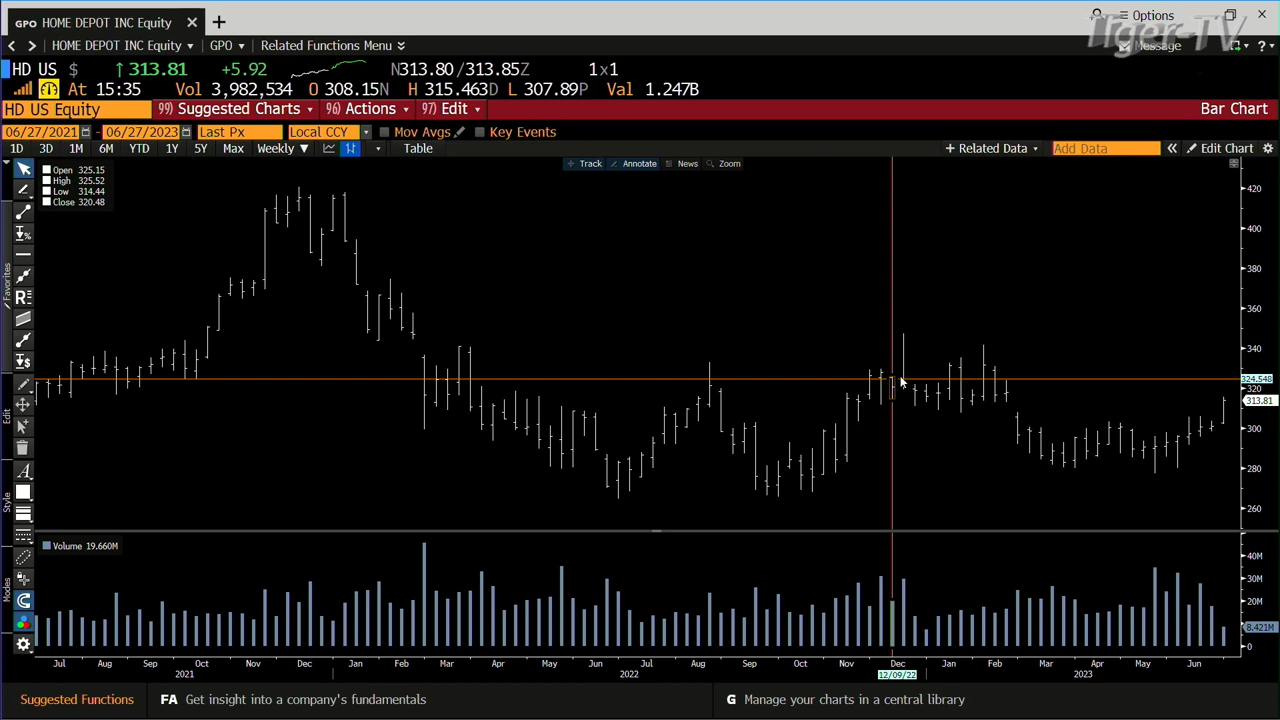 GPO HOME DEPOT INC Equity
Options
HOME DEPOT INC Equity GPO Related Functions Menu Message ?
Tiger-TV
HD US $ ↑ 313.81 +5.92 N313.80/313.85Z 1x1
At 15:35 Vol 3,982,534 O 308.15N H 315.463D L 307.89P Val 1.247B
HD US Equity 99) Suggested Charts 96) Actions 97) Edit Bar Chart
06/27/2021 - 06/27/2023 Last Px Local CCY Mov Avgs Key Events
1D 3D 1M 6M YTD 1Y 5Y Max Weekly ▼ Table + Related Data Add Data « Edit Chart
Track Annotate News Zoom
Open 325.15
High 325.52
Low 314.44
Close 320.48
420
400
380
360
340
324.548
320
313.81
300
280
260
Favorites
Edit
Style
Modes
Volume 19.660M
40M
30M
20M
8.421M
0
Jul Aug Sep Oct Nov Dec Jan Feb Mar Apr May Jun Jul Aug Sep Oct Nov Dec Jan Feb Mar Apr May Jun
2021 2022 12/09/22 2023
Suggested Functions FA Get insight into a company's fundamentals G Manage your charts in a central library